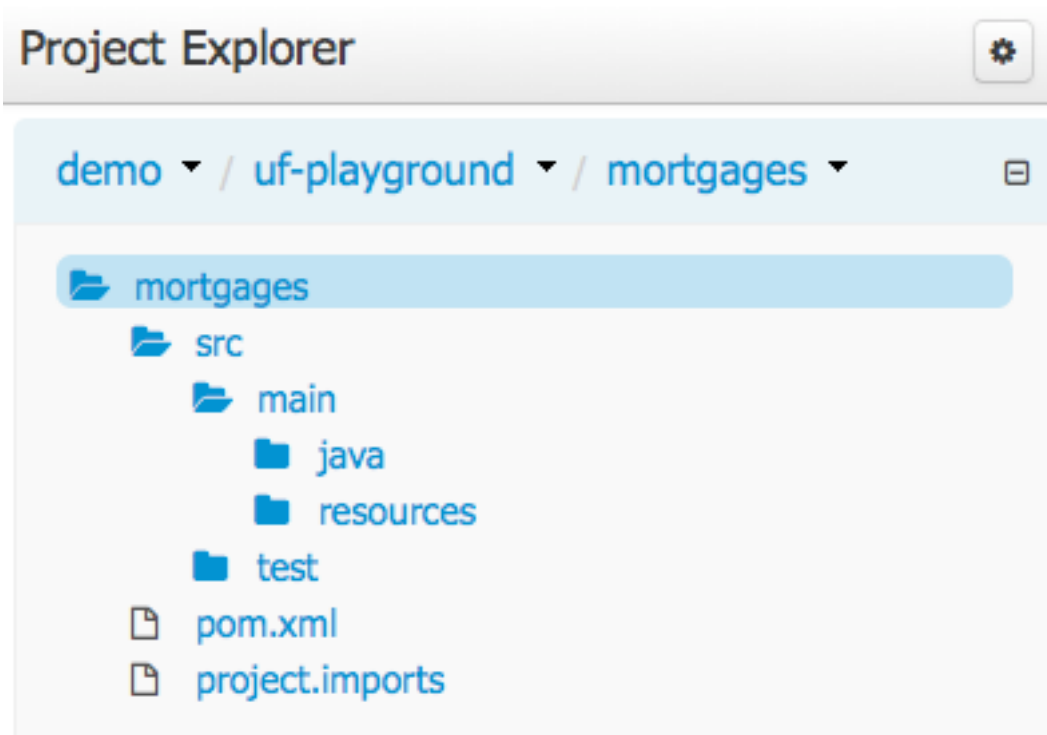 Project Explorer
demo / uf-playground / mortgages
mortgages
src
main
java
resources
test
pom.xml
project.imports